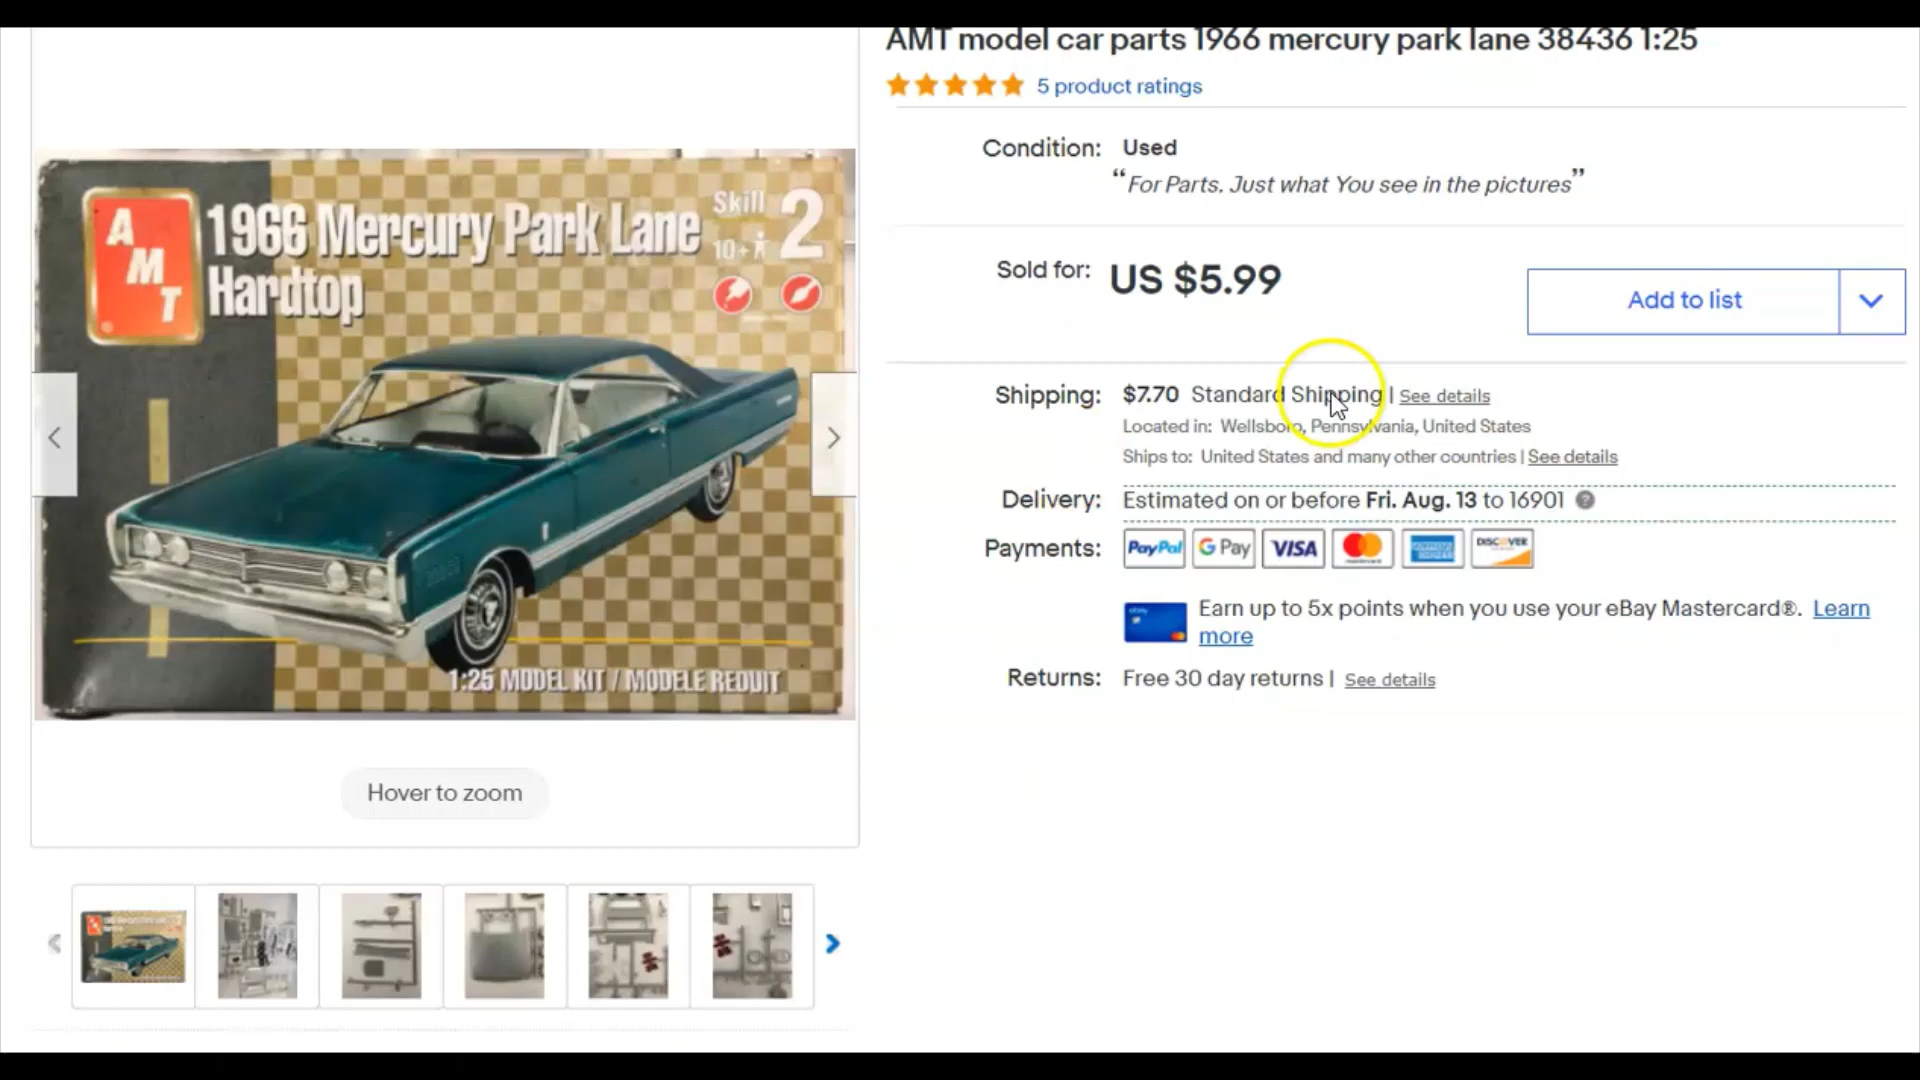 AMT model car parts 1966 mercury park lane 38436 1:25
5 product ratings
Condition: Used
“For Parts. Just what You see in the pictures”
Sold for: US $5.99
Add to list
Shipping: $7.70 Standard Shipping | See details
Located in: Wellsboro, Pennsylvania, United States
Ships to: United States and many other countries | See details
Delivery: Estimated on or before Fri. Aug. 13 to 16901
Payments: PayPal G Pay VISA mastercard AMERICAN EXPRESS DISCOVER
Earn up to 5x points when you use your eBay Mastercard®. Learn
more
Returns: Free 30 day returns | See details
AMT
1966 Mercury Park Lane
Hardtop
Skill 2
10+
1:25 MODEL KIT / MODELE REDUIT
Hover to zoom